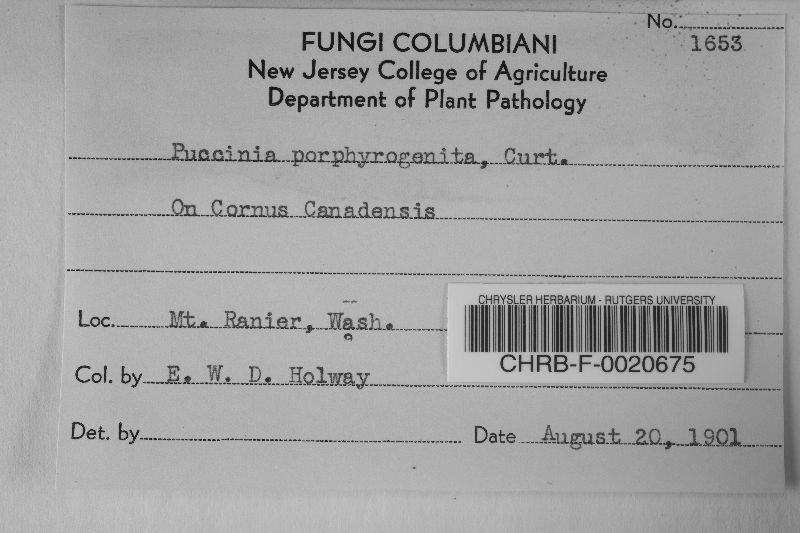 No.
1653
FUNGI COLUMBIANI
New Jersey College of Agriculture
Department of Plant Pathology
Puccinia porphyrogenita, Curt.
On Cornus Canadensis
Loc. Mt. Ranier, Wash.
CHRYSLER HERBARIUM - RUTGERS UNIVERSITY
CHRB-F-0020675
Col. by E. W. D. Holway
Det. by
Date August 20, 1901